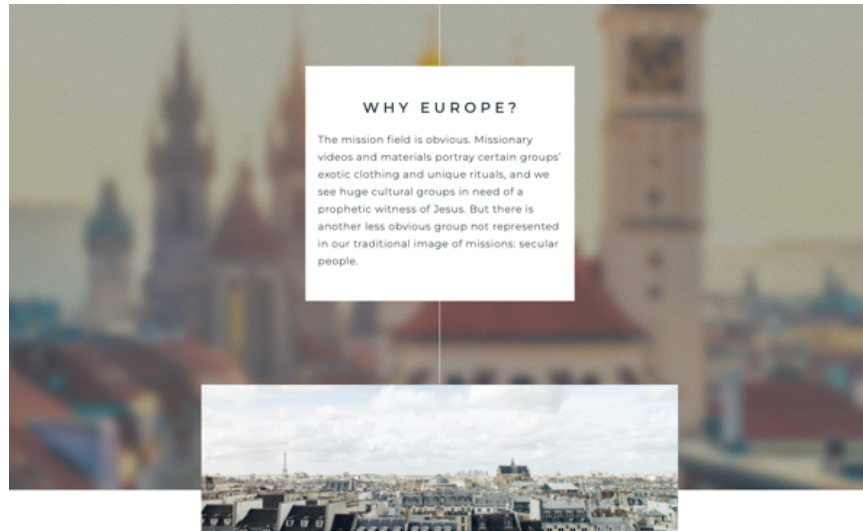 WHY EUROPE?
The mission field is obvious. Missionary
videos and materials portray certain groups’
exotic clothing and unique rituals, and we
see huge cultural groups in need of a
prophetic witness of Jesus. But there is
another less obvious group not represented
in our traditional image of missions: secular
people.